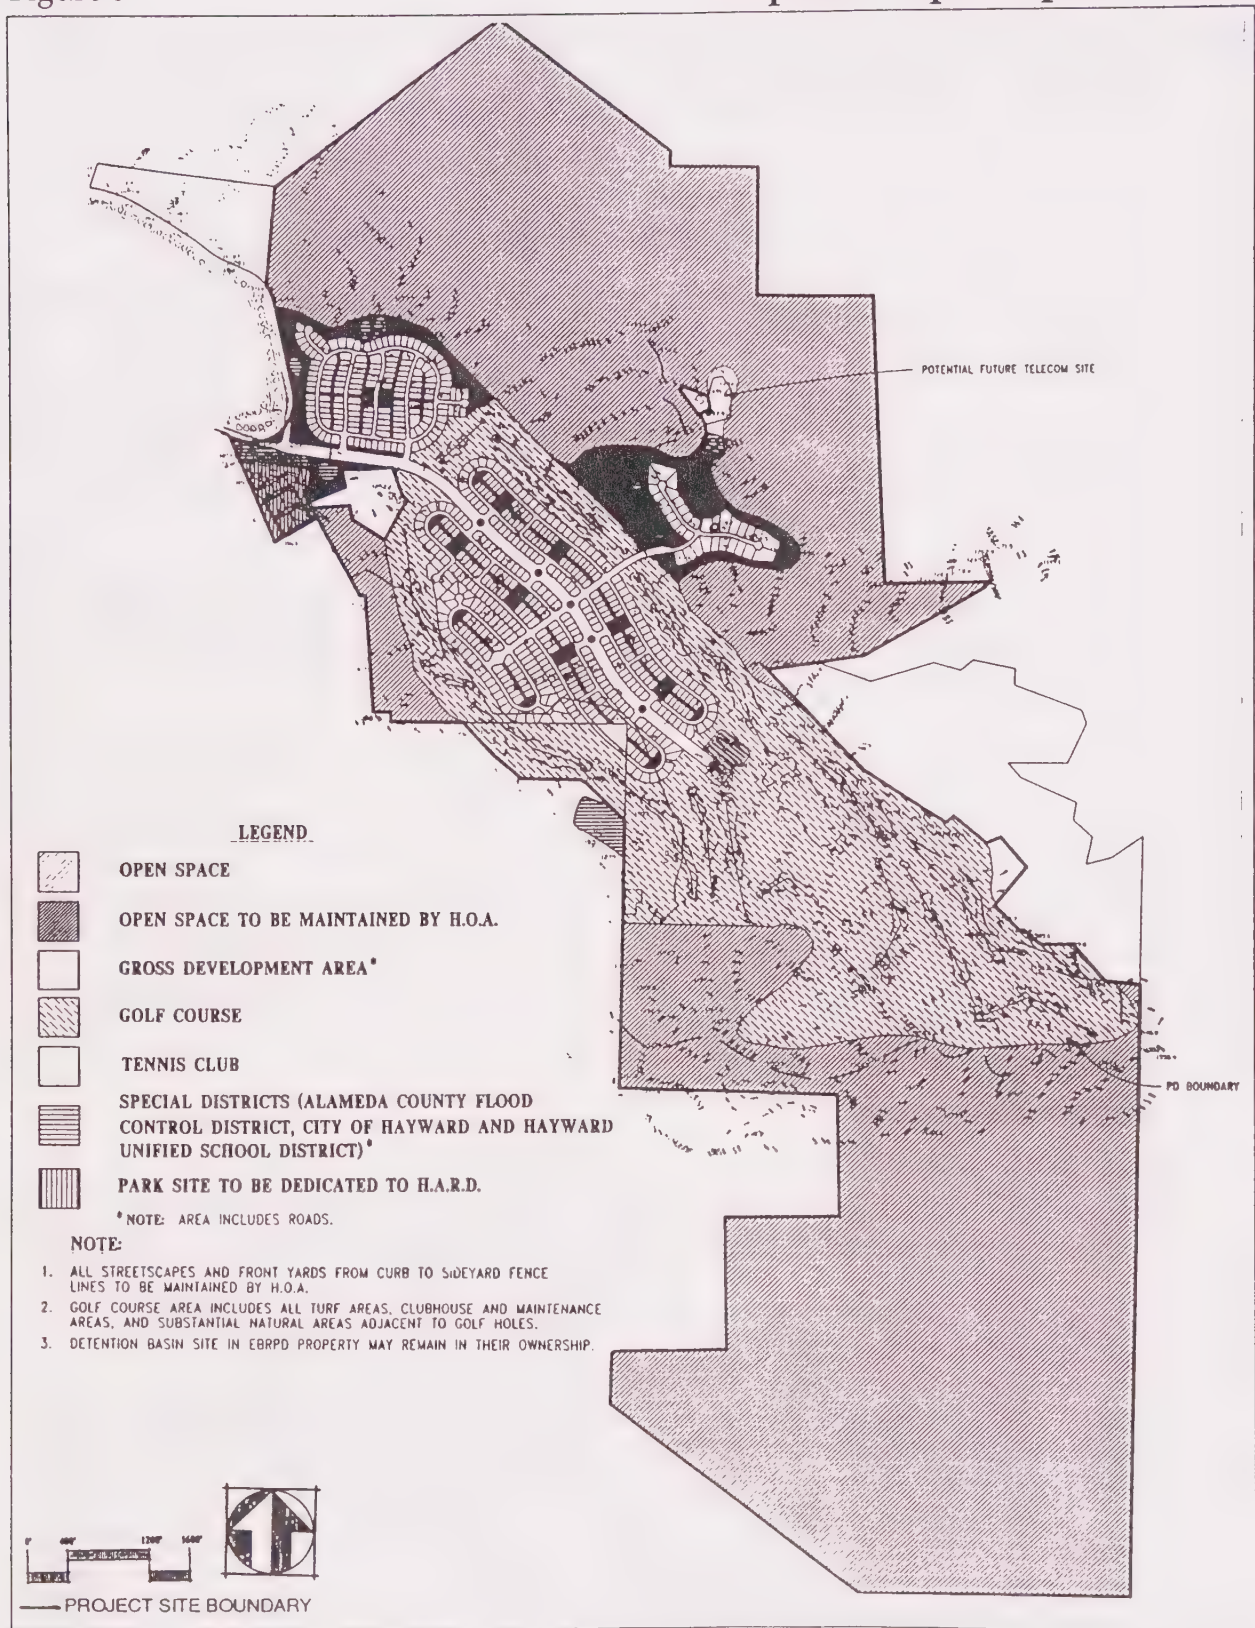 POTENTIAL FUTURE TELECOM SITE
PD BOUNDARY
LEGEND
OPEN SPACE
OPEN SPACE TO BE MAINTAINED BY H.O.A.
GROSS DEVELOPMENT AREA*
GOLF COURSE
TENNIS CLUB
SPECIAL DISTRICTS (ALAMEDA COUNTY FLOOD
CONTROL DISTRICT, CITY OF HAYWARD AND HAYWARD
UNIFIED SCHOOL DISTRICT)*
PARK SITE TO BE DEDICATED TO H.A.R.D.
*NOTE: AREA INCLUDES ROADS.
NOTE:
1. ALL STREETSCAPES AND FRONT YARDS FROM CURB TO SIDEYARD FENCE
LINES TO BE MAINTAINED BY H.O.A.
2. GOLF COURSE AREA INCLUDES ALL TURF AREAS, CLUBHOUSE AND MAINTENANCE
AREAS, AND SUBSTANTIAL NATURAL AREAS ADJACENT TO GOLF HOLES.
3. DETENTION BASIN SITE IN EBRPD PROPERTY MAY REMAIN IN THEIR OWNERSHIP.
1200' 1600'
PROJECT SITE BOUNDARY